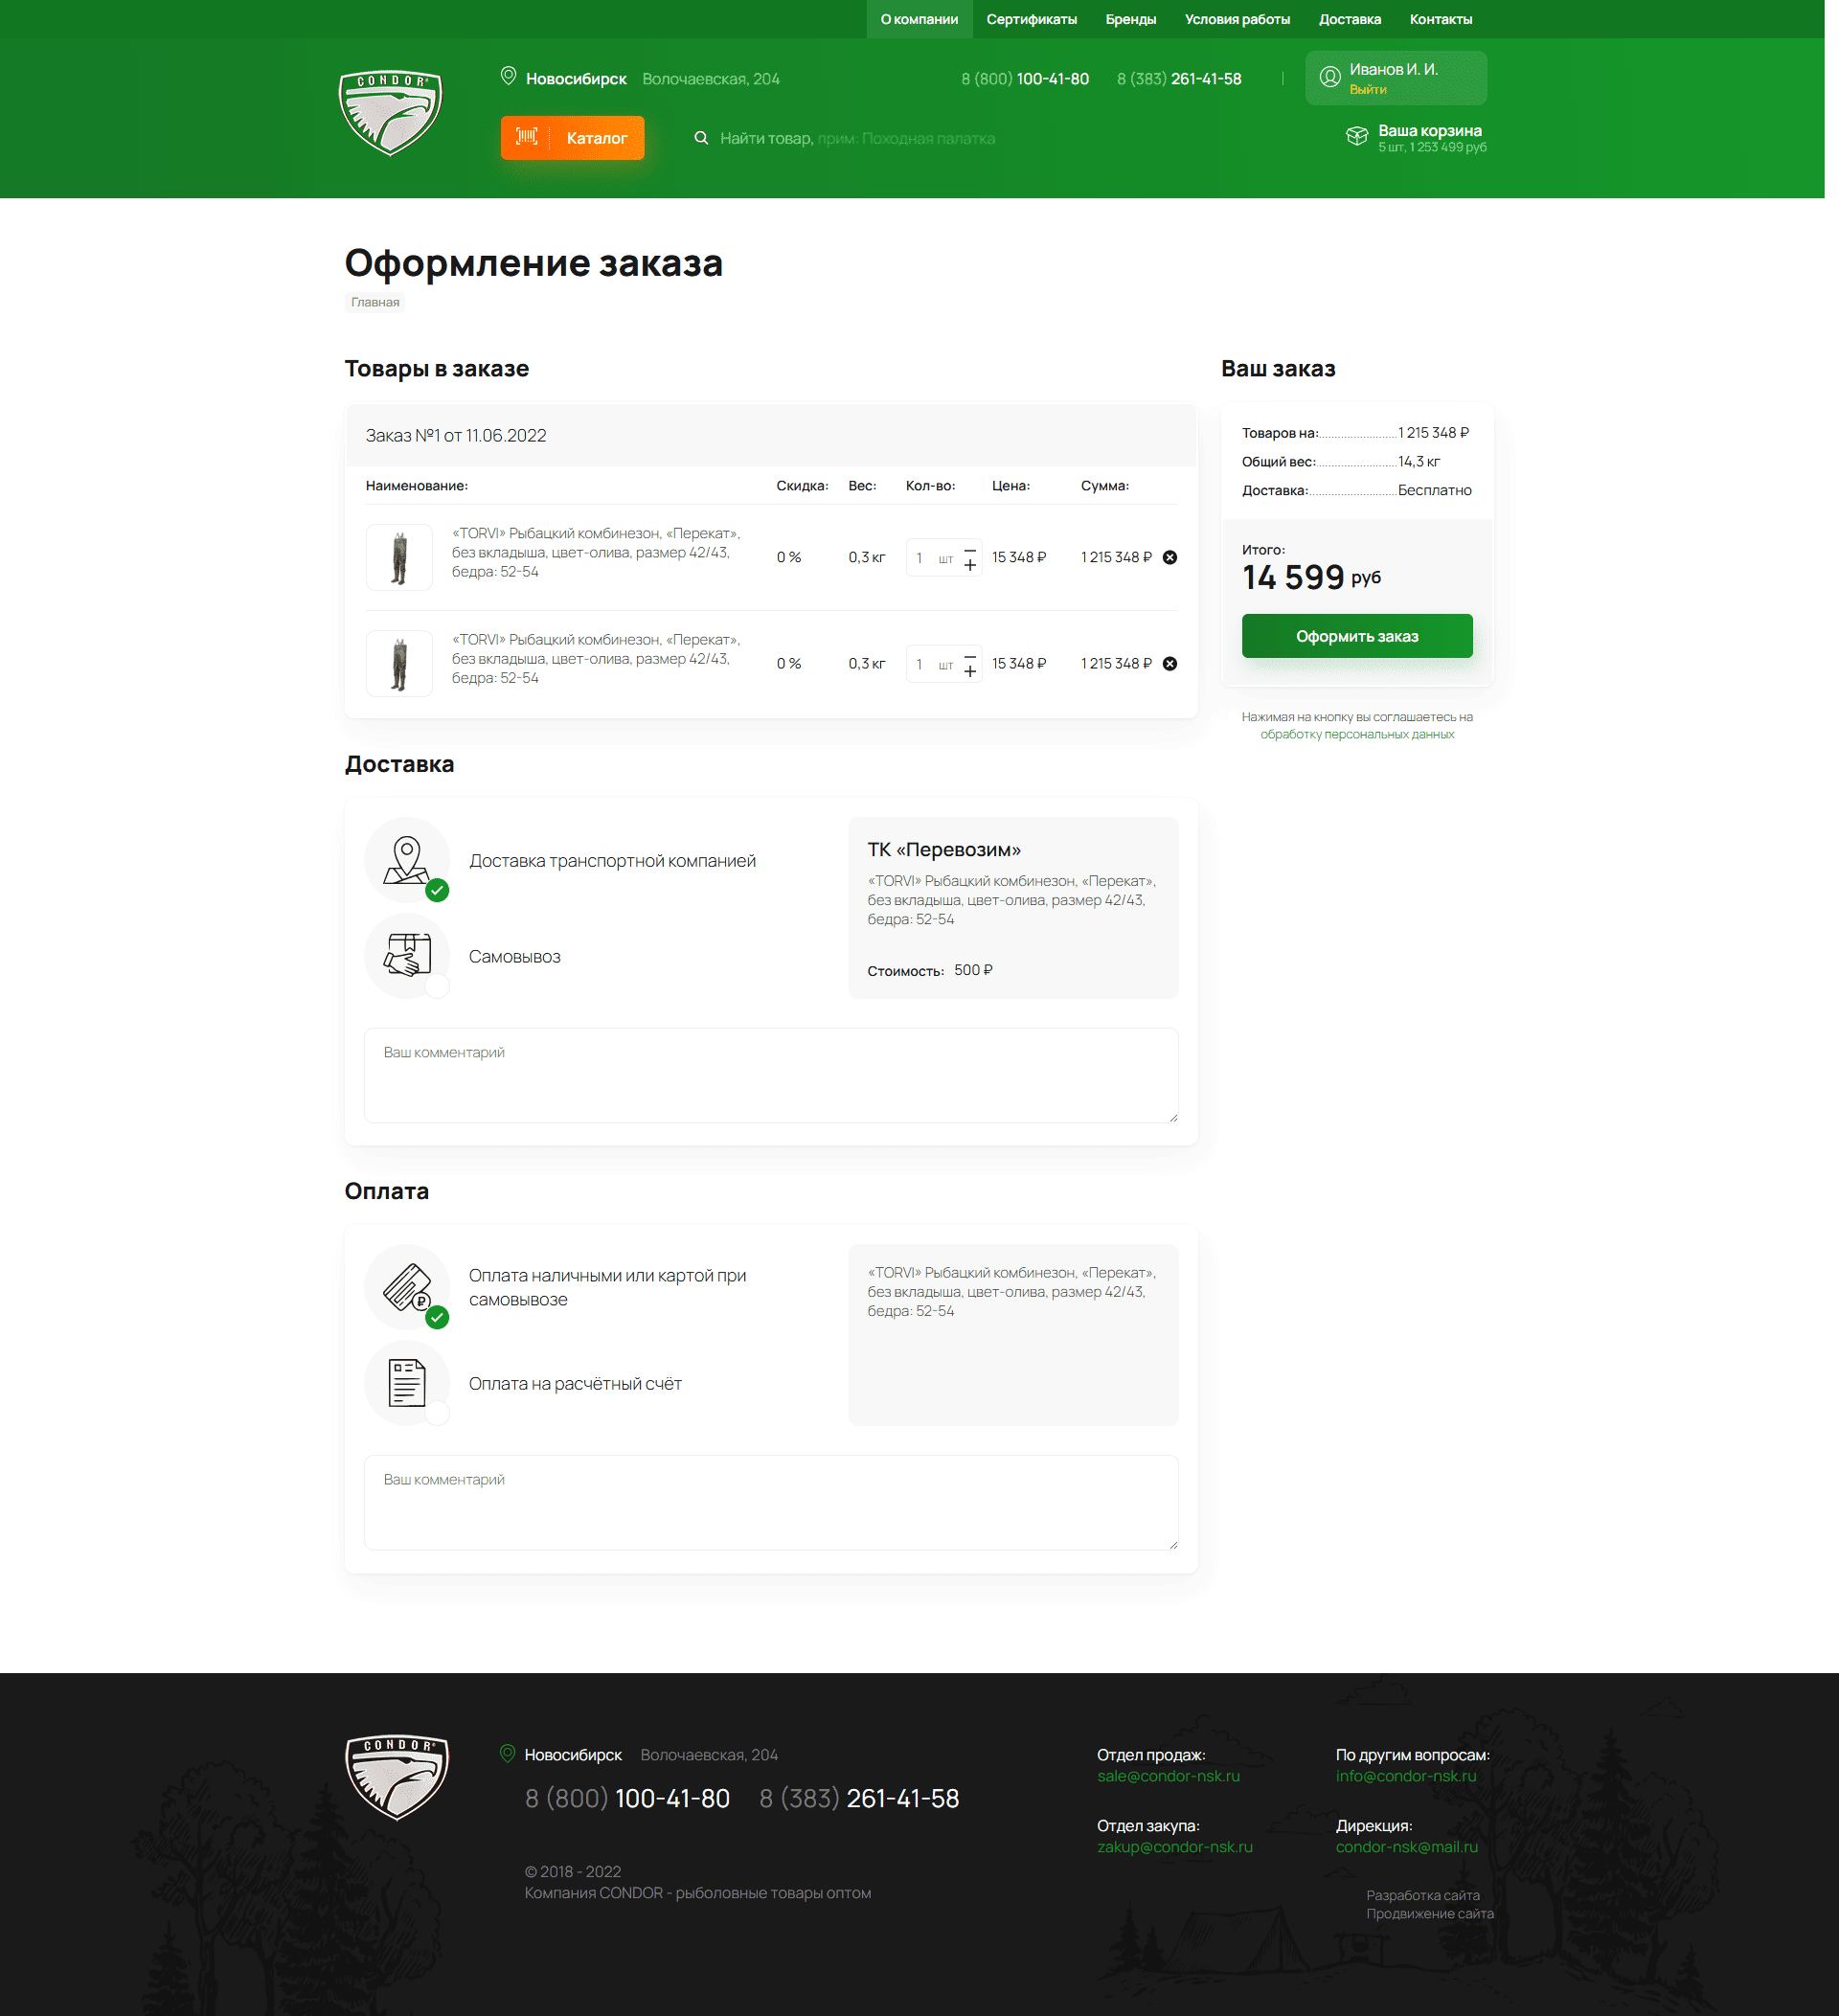 О компании
Сертификаты
Бренды
Условия работы
Доставка
Контакты
CONDOR
Новосибирск Волочаевская, 204
8 (800) 100-41-80 8 (383) 261-41-58
Иванов И. И.
Выйти
Каталог
Найти товар, прим: Походная палатка
Ваша корзина
5 шт, 1 253 499 руб
Оформление заказа
Главная
Товары в заказе
Заказ №1 от 11.06.2022
Наименование: Скидка: Вес: Кол-во: Цена: Сумма:
«TORVI» Рыбацкий комбинезон, «Перекат»,
без вкладыша, цвет-олива, размер 42/43,
бедра: 52-54
0 % 0,3 кг 1 шт 15 348 ₽ 1 215 348 ₽
«TORVI» Рыбацкий комбинезон, «Перекат»,
без вкладыша, цвет-олива, размер 42/43,
бедра: 52-54
0 % 0,3 кг 1 шт 15 348 ₽ 1 215 348 ₽
Ваш заказ
Товаров на: 1 215 348 ₽
Общий вес: 14,3 кг
Доставка: Бесплатно
Итого:
14 599 руб
Оформить заказ
Нажимая на кнопку вы соглашаетесь на
обработку персональных данных
Доставка
Доставка транспортной компанией
Самовывоз
ТК «Перевозим»
«TORVI» Рыбацкий комбинезон, «Перекат»,
без вкладыша, цвет-олива, размер 42/43,
бедра: 52-54
Стоимость: 500 ₽
Ваш комментарий
Оплата
Оплата наличными или картой при
самовывозе
Оплата на расчётный счёт
«TORVI» Рыбацкий комбинезон, «Перекат»,
без вкладыша, цвет-олива, размер 42/43,
бедра: 52-54
Ваш комментарий
CONDOR
Новосибирск Волочаевская, 204
8 (800) 100-41-80 8 (383) 261-41-58
© 2018 - 2022
Компания CONDOR - рыболовные товары оптом
Отдел продаж:
sale@condor-nsk.ru
По другим вопросам:
info@condor-nsk.ru
Отдел закупа:
zakup@condor-nsk.ru
Дирекция:
condor-nsk@mail.ru
Разработка сайта
Продвижение сайта